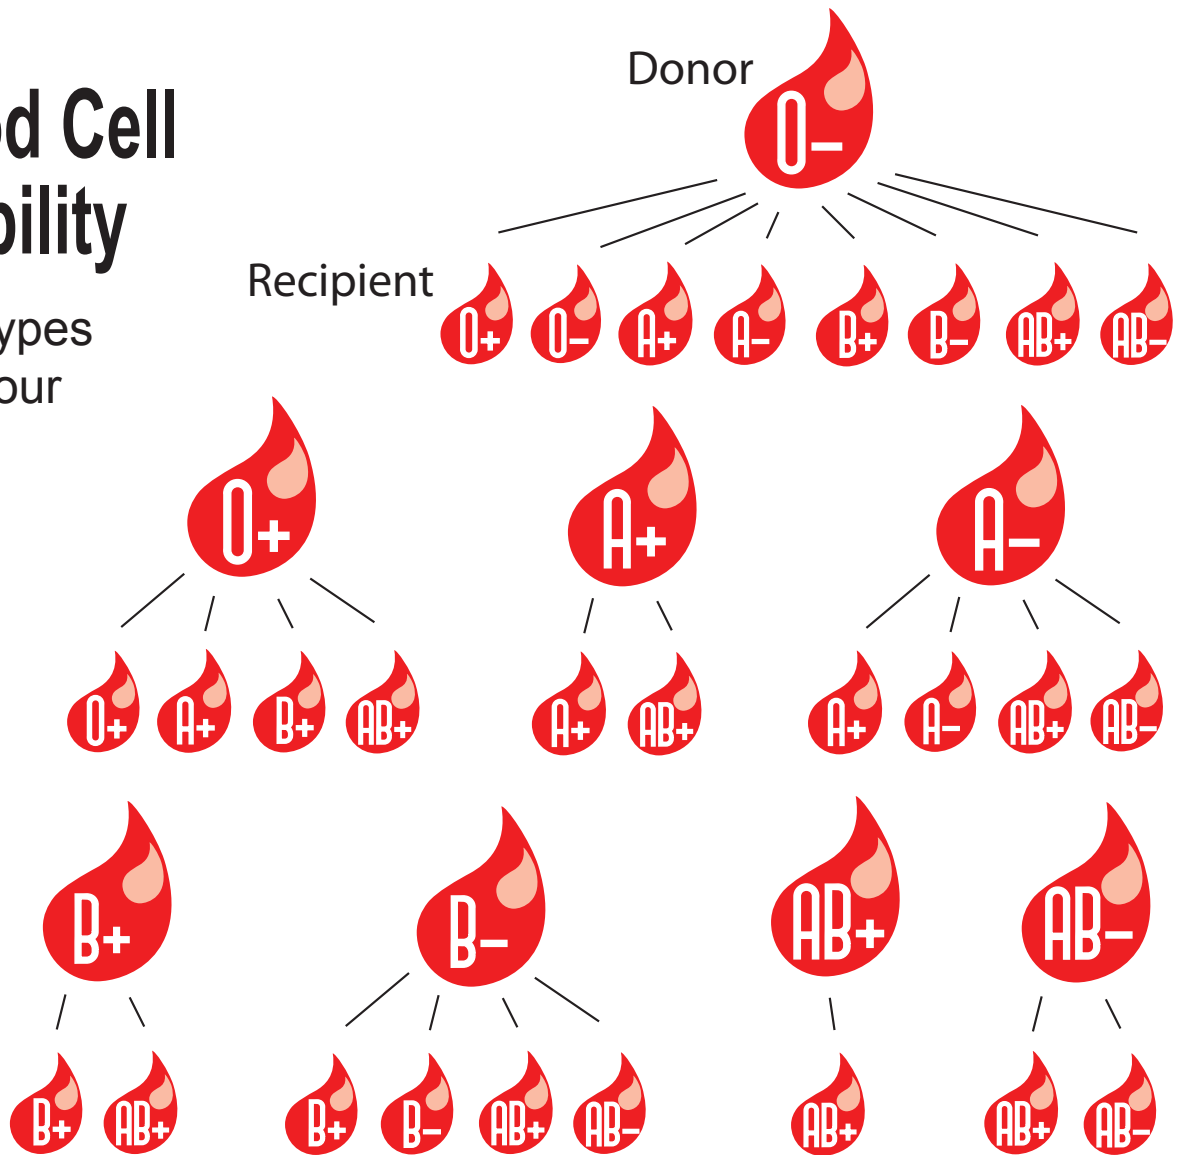 Donor
O-
od Cell
bility
Recipient
O+ O- A+ A- B+ B- AB+ AB-
ypes
our
O+ A+ A-
O+ A+ B+ AB+ A+ AB+ A+ A- AB+ AB-
B+ B- AB+ AB-
B+ AB+ B+ B- AB+ AB- AB+ AB+ AB-